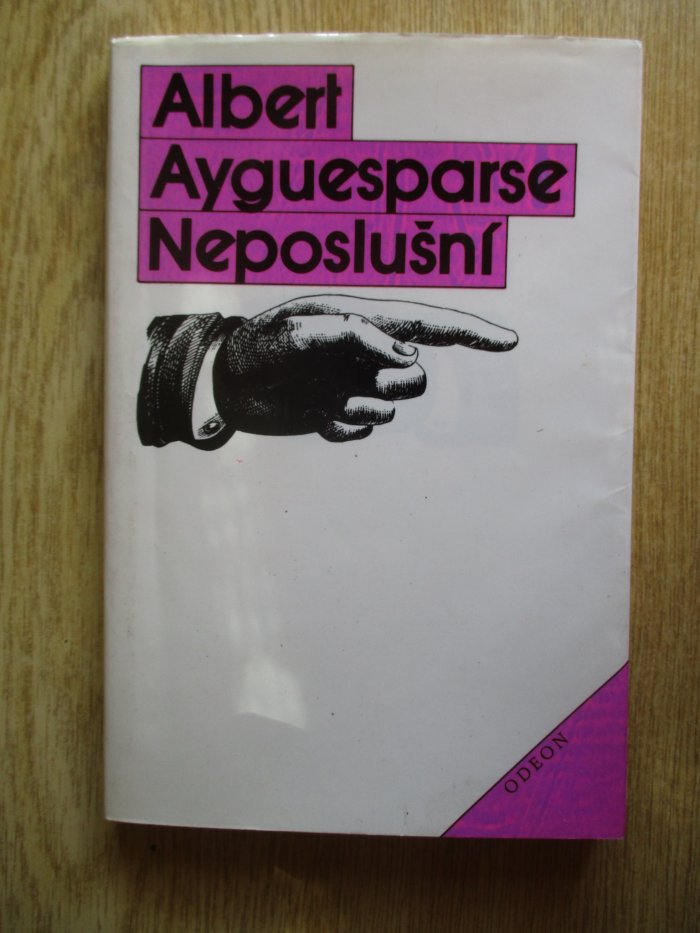 Albert
Ayguesparse
Neposlušní
ODEON